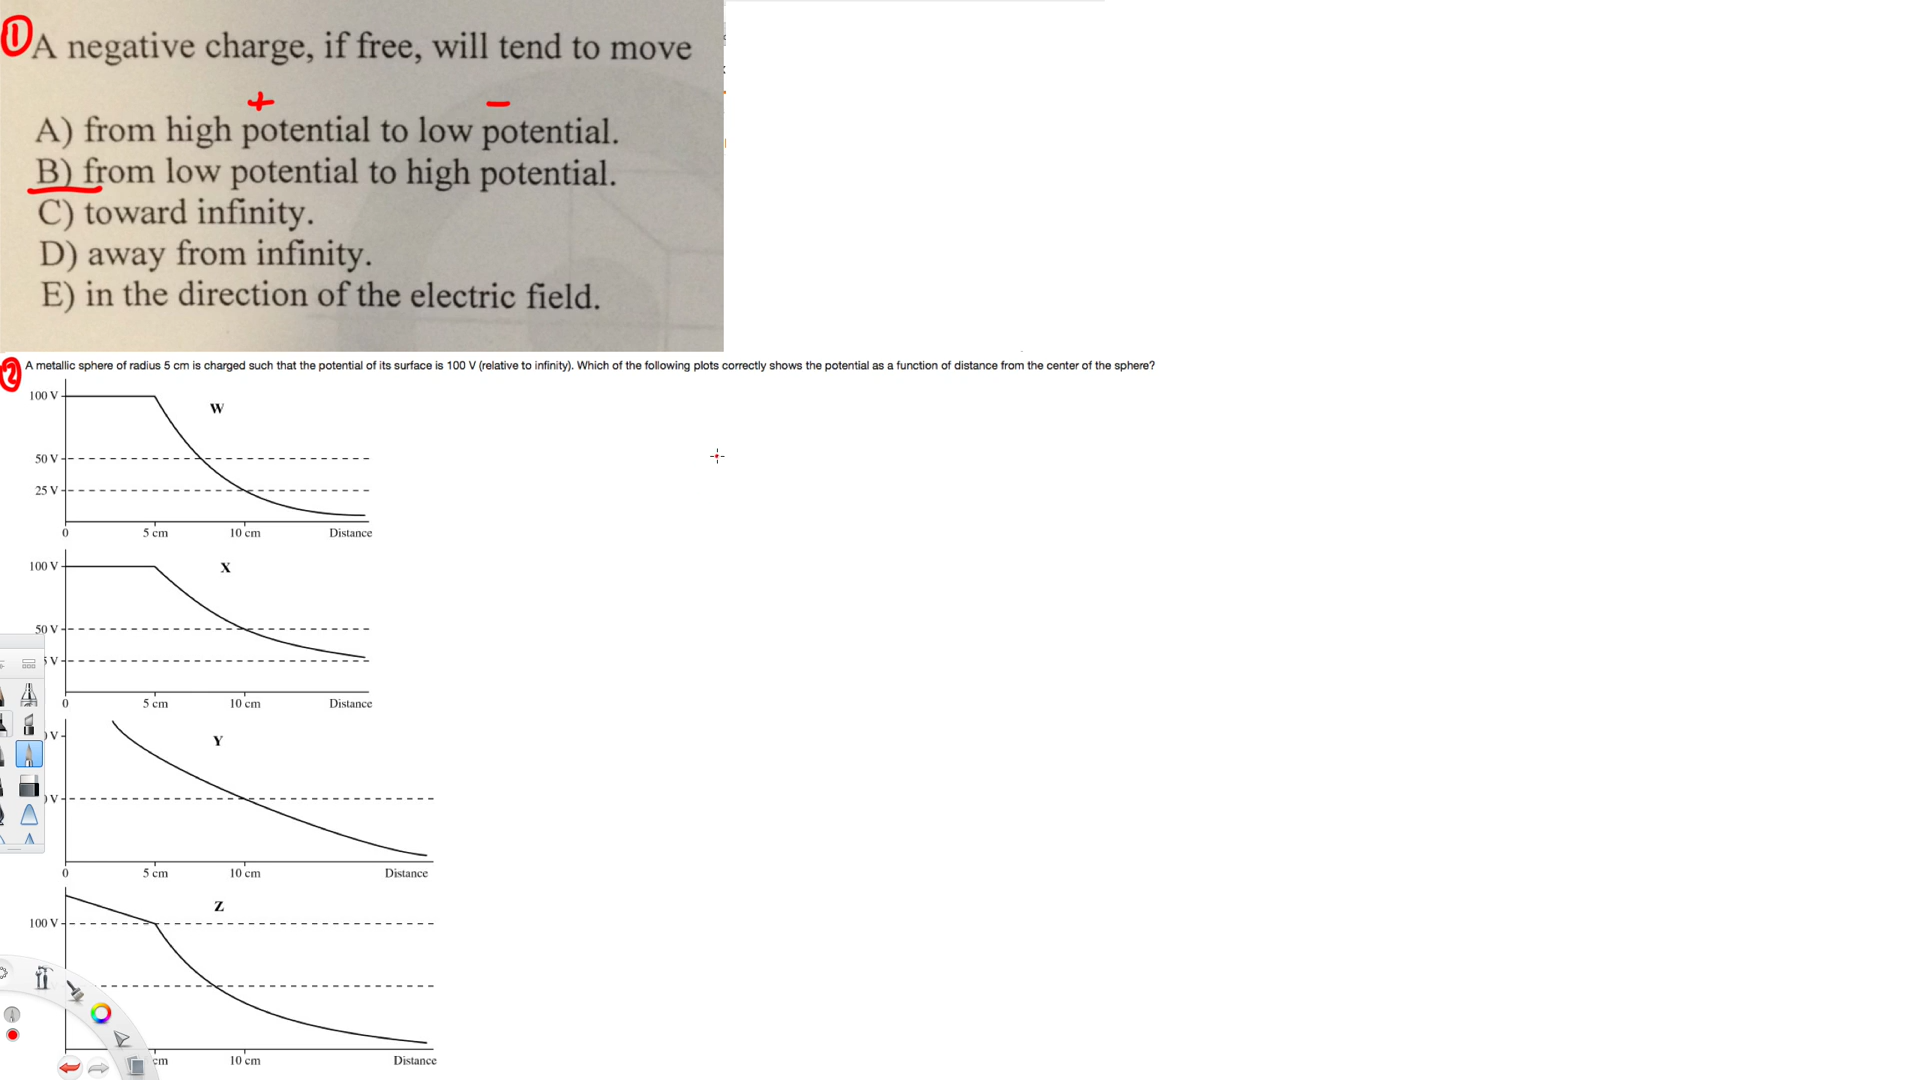 ① A negative charge, if free, will tend to move
+ −
A) from high potential to low potential.
B) from low potential to high potential.
C) toward infinity.
D) away from infinity.
E) in the direction of the electric field.
② A metallic sphere of radius 5 cm is charged such that the potential of its surface is 100 V (relative to infinity). Which of the following plots correctly shows the potential as a function of distance from the center of the sphere?
100 V
W
50 V
25 V
0 5 cm 10 cm Distance
100 V
X
50 V
5 V
0 5 cm 10 cm Distance
V
Y
V
0 5 cm 10 cm Distance
Z
100 V
cm 10 cm Distance